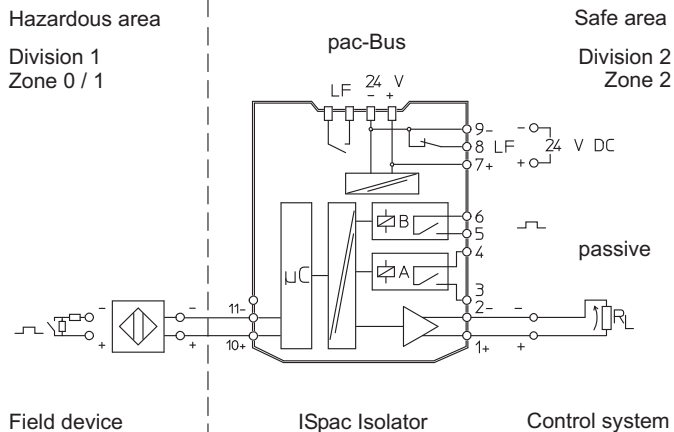 Hazardous area
Safe area
Division 1
Zone 0 / 1
pac-Bus
Division 2
Zone 2
LF 24 V
- +
9-
8 LF
7+
-
+
24 V DC
B
6
5
4
passive
µC
A
3
11-
10+
-
+
-
+
2-
1+
-
+
RL
Field device
ISpac Isolator
Control system